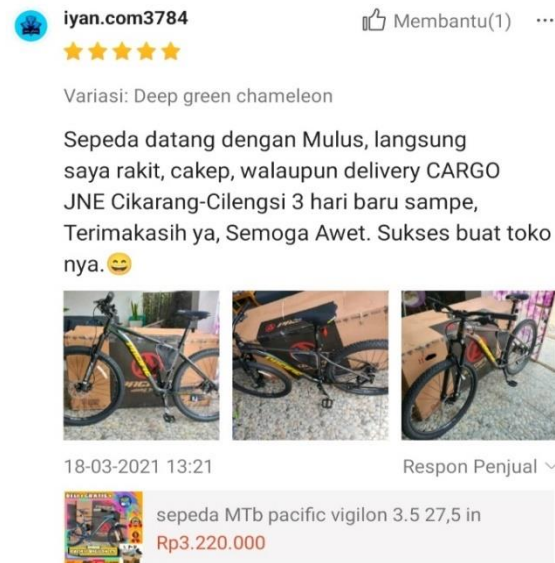 iyan.com3784
Membantu(1)
Variasi: Deep green chameleon
Sepeda datang dengan Mulus, langsung
saya rakit, cakep, walaupun delivery CARGO
JNE Cikarang-Cilengsi 3 hari baru sampe,
Terimakasih ya, Semoga Awet. Sukses buat toko
nya.😄
18-03-2021 13:21
Respon Penjual
sepeda MTb pacific vigilon 3.5 27,5 in
Rp3.220.000